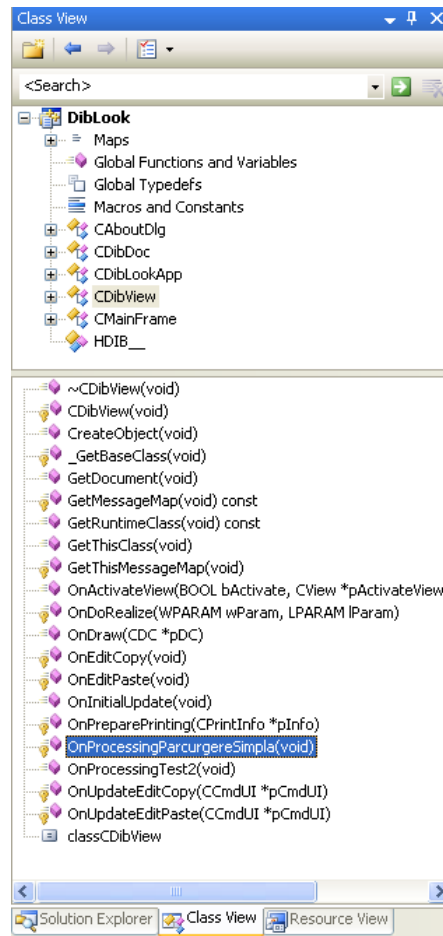 Class View
<Search>
DibLook
Maps
Global Functions and Variables
Global Typedefs
Macros and Constants
CAboutDlg
CDibDoc
CDibLookApp
CDibView
CMainFrame
HDIB__
~CDibView(void)
CDibView(void)
CreateObject(void)
_GetBaseClass(void)
GetDocument(void)
GetMessageMap(void) const
GetRuntimeClass(void) const
GetThisClass(void)
GetThisMessageMap(void)
OnActivateView(BOOL bActivate, CView *pActivateView
OnDoRealize(WPARAM wParam, LPARAM lParam)
OnDraw(CDC *pDC)
OnEditCopy(void)
OnEditPaste(void)
OnInitialUpdate(void)
OnPreparePrinting(CPrintInfo *pInfo)
OnProcessingParcurgereSimpla(void)
OnProcessingTest2(void)
OnUpdateEditCopy(CCmdUI *pCmdUI)
OnUpdateEditPaste(CCmdUI *pCmdUI)
classCDibView
Solution Explorer Class View Resource View